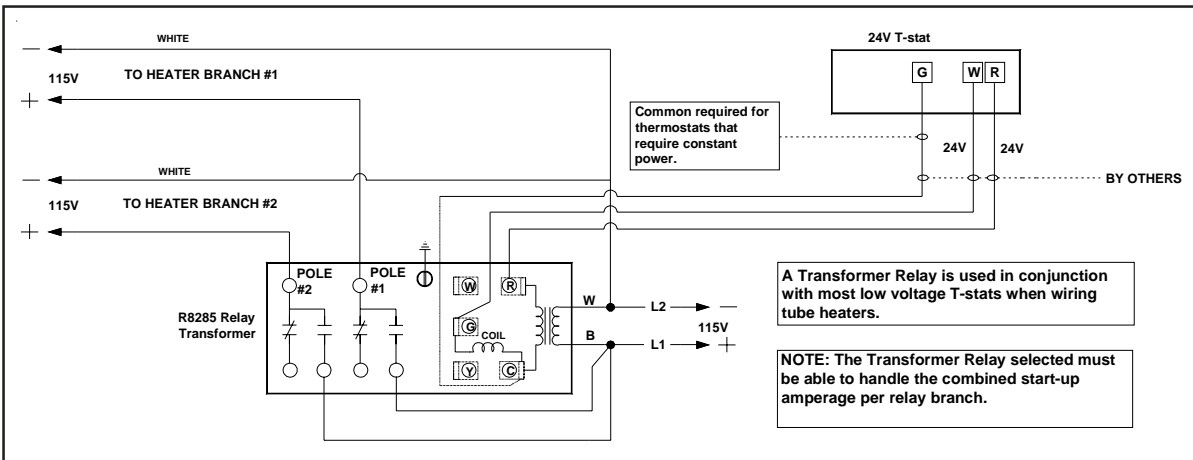 WHITE
115V
TO HEATER BRANCH #1
WHITE
115V
TO HEATER BRANCH #2
24V T-stat
G
W
R
Common required for
thermostats that
require constant
power.
24V
24V
BY OTHERS
R8285 Relay
Transformer
POLE
#2
POLE
#1
W
R
G
COIL
Y
C
W
B
L2
115V
L1
A Transformer Relay is used in conjunction
with most low voltage T-stats when wiring
tube heaters.
NOTE: The Transformer Relay selected must
be able to handle the combined start-up
amperage per relay branch.